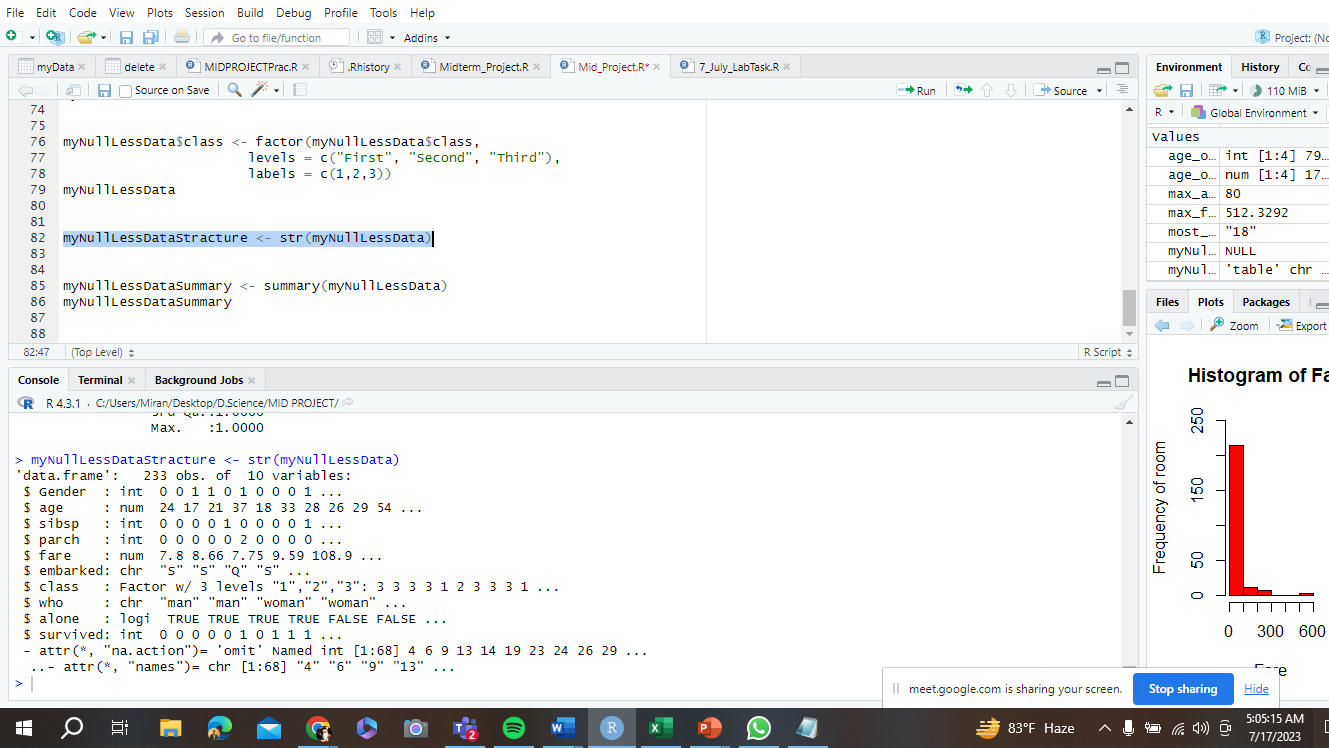 File Edit Code View Plots Session Build Debug Profile Tools Help
Go to file/function Addins Project: (No
myData delete MIDPROJECTPrac.R .Rhistory Midterm_Project.R Mid_Project.R* 7_July_LabTask.R
Source on Save Run Source
74
75
76 myNullLessData$class <- factor(myNullLessData$class,
77 levels = c("First", "Second", "Third"),
78 labels = c(1,2,3))
79 myNullLessData
80
81
82 myNullLessDataStracture <- str(myNullLessData)
83
84
85 myNullLessDataSummary <- summary(myNullLessData)
86 myNullLessDataSummary
87
88
82:47 (Top Level) R Script
Console Terminal Background Jobs
R 4.3.1 · C:/Users/Miran/Desktop/D.Science/MID PROJECT/
3rd Qu.:1.0000
Max. :1.0000
> myNullLessDataStracture <- str(myNullLessData)
'data.frame': 233 obs. of 10 variables:
$ Gender : int 0 0 1 1 0 1 0 0 0 1 ...
$ age : num 24 17 21 37 18 33 28 26 29 54 ...
$ sibsp : int 0 0 0 0 1 0 0 0 0 1 ...
$ parch : int 0 0 0 0 0 2 0 0 0 0 ...
$ fare : num 7.8 8.66 7.75 9.59 108.9 ...
$ embarked: chr "S" "S" "Q" "S" ...
$ class : Factor w/ 3 levels "1","2","3": 3 3 3 3 1 2 3 3 3 1 ...
$ who : chr "man" "man" "woman" "woman" ...
$ alone : logi TRUE TRUE TRUE TRUE FALSE FALSE ...
$ survived: int 0 0 0 0 0 1 0 1 1 1 ...
- attr(*, "na.action")= 'omit' Named int [1:68] 4 6 9 13 14 19 23 24 26 29 ...
..- attr(*, "names")= chr [1:68] "4" "6" "9" "13" ...
>
Environment History Co
110 MiB
R Global Environment
Values
age_o... int [1:4] 79...
age_o... num [1:4] 17...
max_a... 80
max_f... 512.3292
most_... "18"
myNul... NULL
myNul... 'table' chr ...
Files Plots Packages
Zoom Export
Histogram of Fa
Frequency of room
250
150
50
0
0 300 600
Fare
meet.google.com is sharing your screen. Stop sharing Hide
83°F Haze
5:05:15 AM
7/17/2023